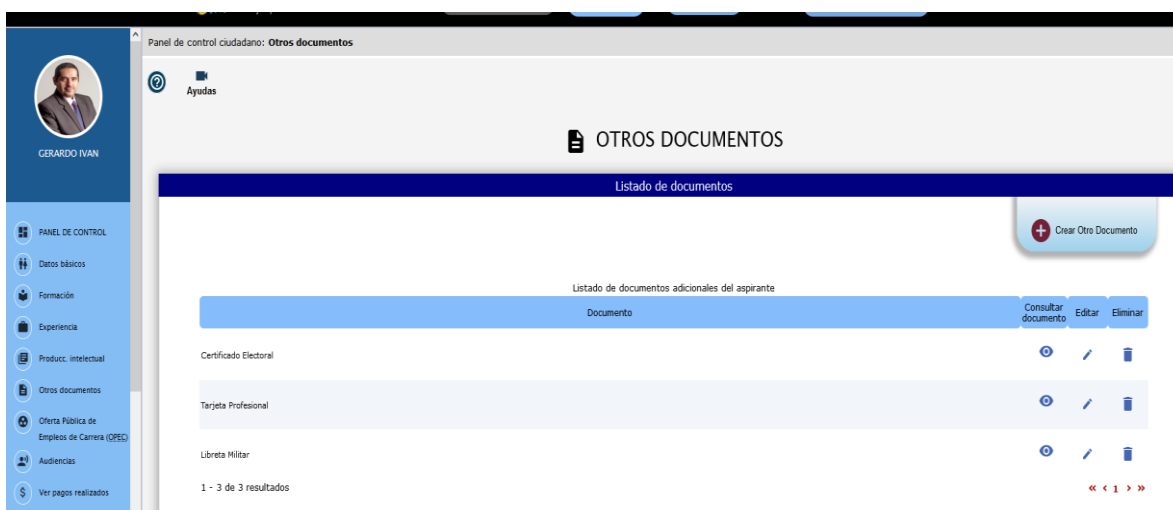 Panel de control ciudadano: Otros documentos
Ayudas
GERARDO IVAN
OTROS DOCUMENTOS
Listado de documentos
Crear Otro Documento
PANEL DE CONTROL
Datos básicos
Formación
Experiencia
Producc. intelectual
Otros documentos
Oferta Pública de
Empleos de Carrera (OPEC)
Audiencias
Ver pagos realizados
Listado de documentos adicionales del aspirante
Documento
Consultar
documento
Editar
Eliminar
Certificado Electoral
Tarjeta Profesional
Libreta Militar
1 - 3 de 3 resultados
« ‹ 1 › »